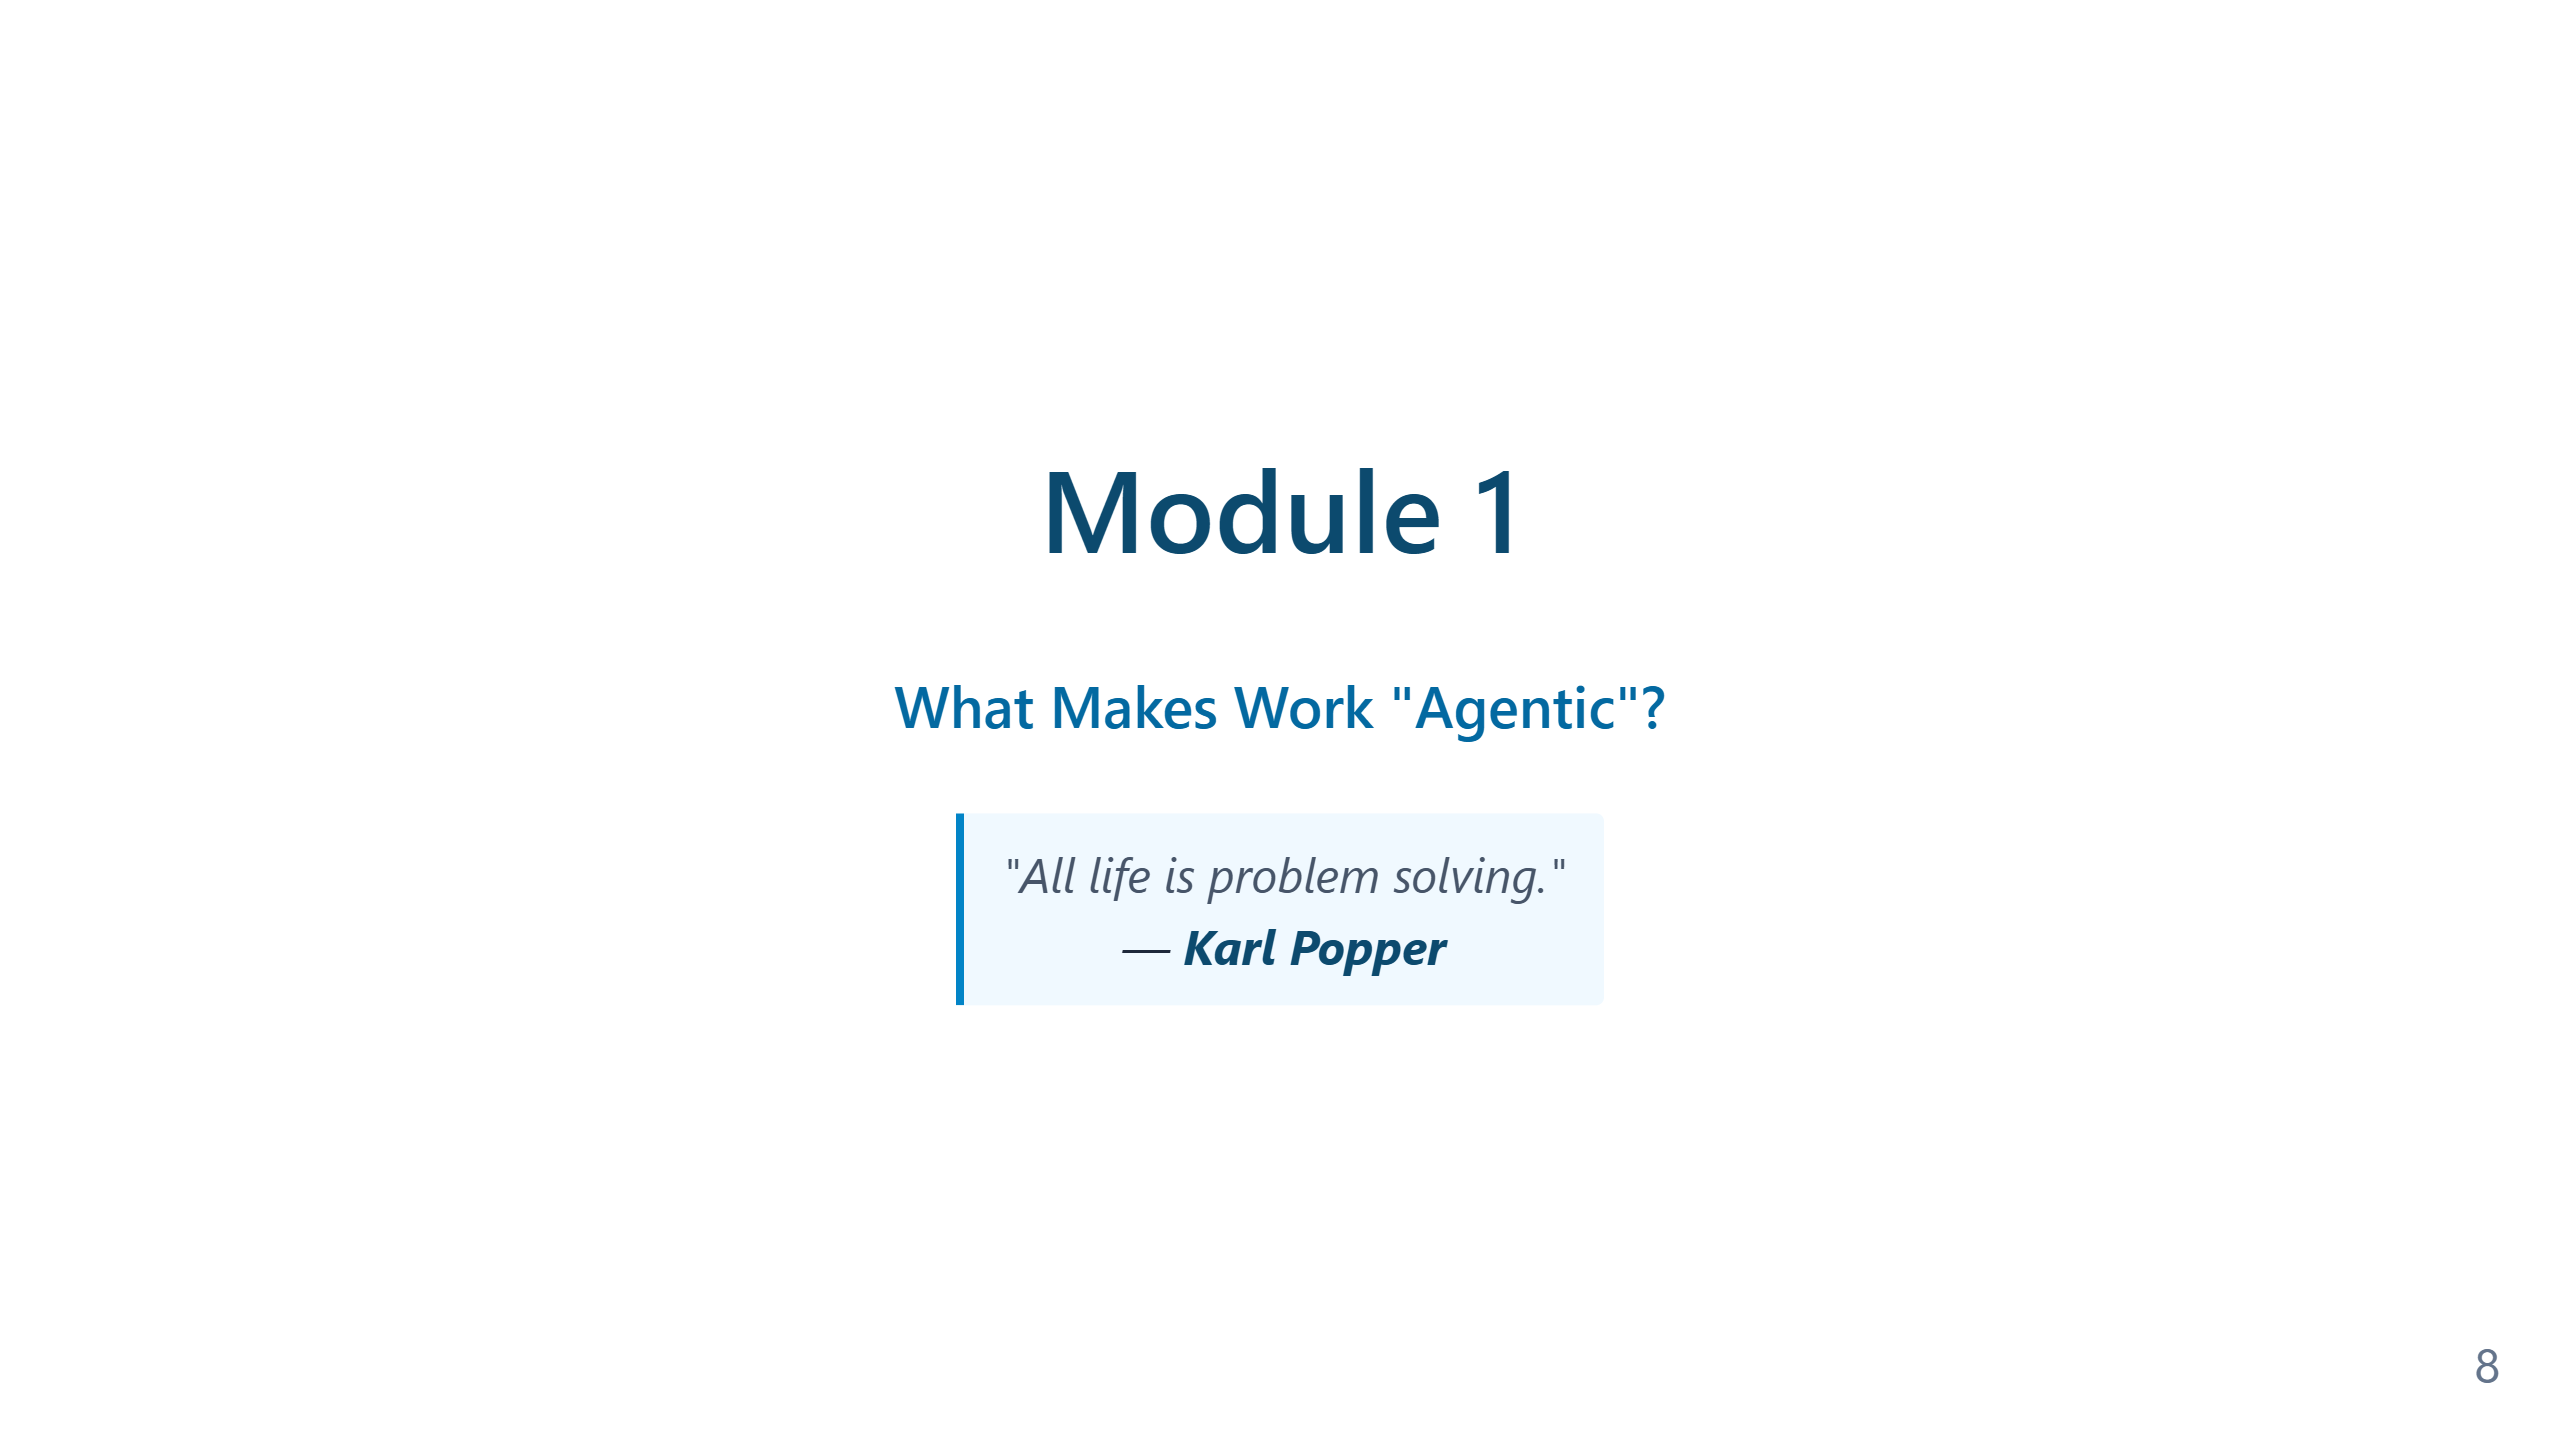 Module 1
What Makes Work "Agentic"?
"All life is problem solving."
— Karl Popper
8